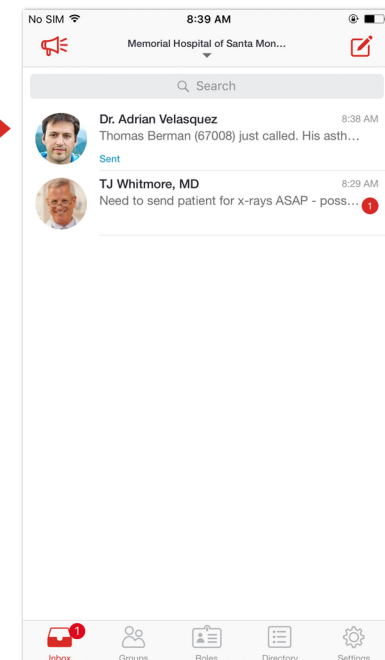 No SIM 8:39 AM
Memorial Hospital of Santa Mon...
Search
Dr. Adrian Velasquez 8:38 AM
Thomas Berman (67008) just called. His asth...
Sent
TJ Whitmore, MD 8:29 AM
Need to send patient for x-rays ASAP - poss... 1
1
Inbox Groups Roles Directory Settings